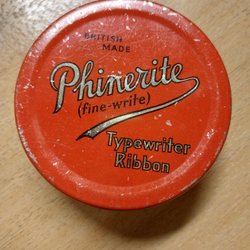 BRITISH
MADE
Phinerite
(fine-write)
Typewriter
Ribbon